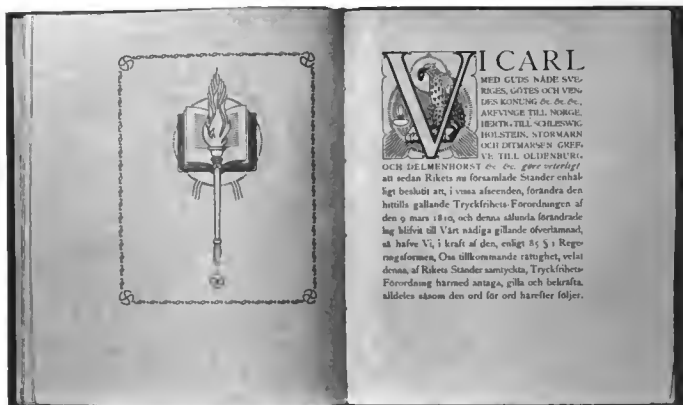 VI CARL
MED GUDS NÅDE SVE-
RIGES, GÖTES OCH VEN-
DES KONUNG &c. &c. &c.,
ARFVINGE TILL NORGE,
HERTIG TILL SCHLESWIG
HOLSTEIN, STORMARN
OCH DITMARSEN GREF-
VE TILL OLDENBURG
OCH DELMENHORST &c. &c. göre veterligt
att sedan Rikets nu församlade Ständer enhäl-
ligt beslutit att, i vissa afseenden, förändra den
hittills gällande Tryckfrihets-Förordningen af
den 9 mars 1810, och denna sålunda förändrade
lag blifvit till Vårt nådiga gillande öfverlämnad,
så hafve Vi, i kraft af den, enligt 85 § i Rege-
ringsformen, Oss tillkommande rättighet, velat
denna, af Rikets Ständer samtyckta, Tryckfrihets-
Förordning härmed antaga, gilla och bekräfta,
alldeles såsom den ord för ord härefter följer.